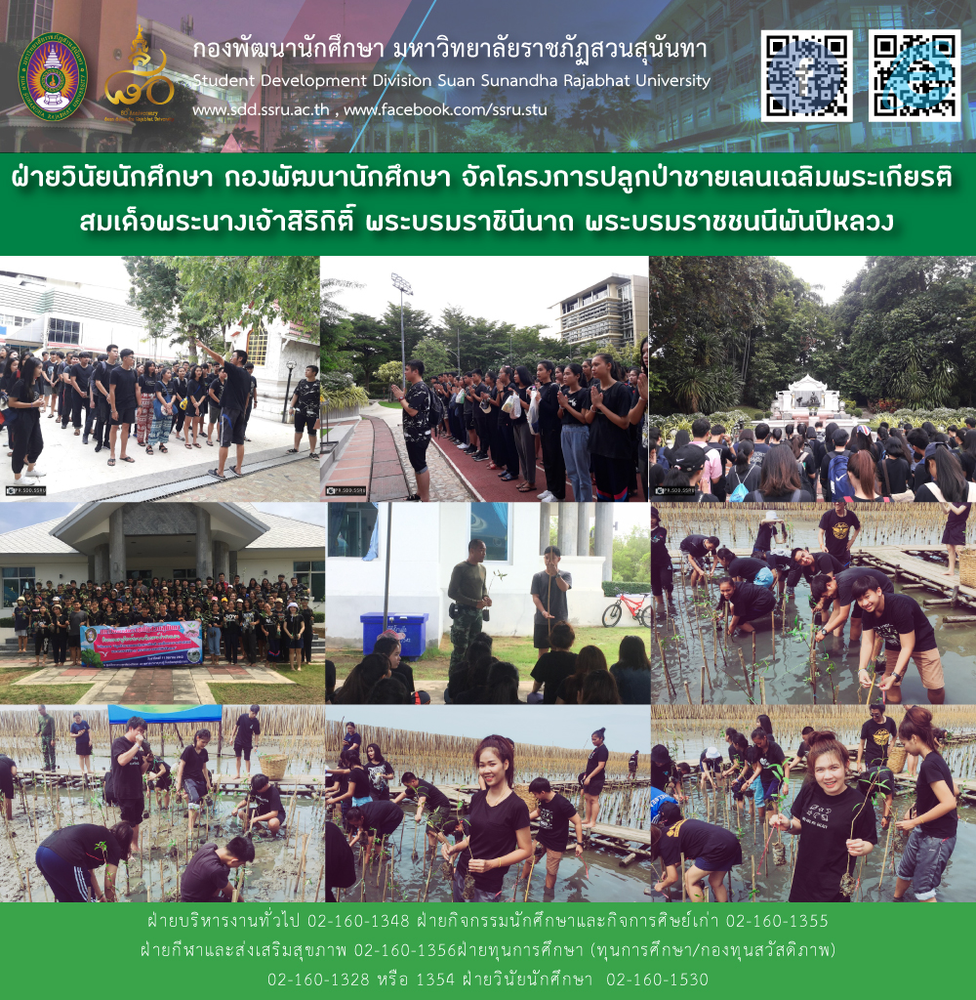 กองพัฒนานักศึกษา มหาวิทยาลัยราชภัฏสวนสุนันทา
Student Development Division Suan Sunandha Rajabhat University
www.sdd.ssru.ac.th , www.facebook.com/ssru.stu
ฝ่ายวินัยนักศึกษา กองพัฒนานักศึกษา จัดโครงการปลูกป่าชายเลนเฉลิมพระเกียรติ
สมเด็จพระนางเจ้าสิริกิติ์ พระบรมราชินีนาถ พระบรมราชชนนีพันปีหลวง
PR.SDD.SSRU
PR.SDD.SSRU
PR.SDD.SSRU
ฝ่ายบริหารงานทั่วไป 02-160-1348 ฝ่ายกิจกรรมนักศึกษาและกิจการศิษย์เก่า 02-160-1355
ฝ่ายกีฬาและส่งเสริมสุขภาพ 02-160-1356ฝ่ายทุนการศึกษา (ทุนการศึกษา/กองทุนสวัสดิภาพ)
02-160-1328 หรือ 1354 ฝ่ายวินัยนักศึกษา 02-160-1530